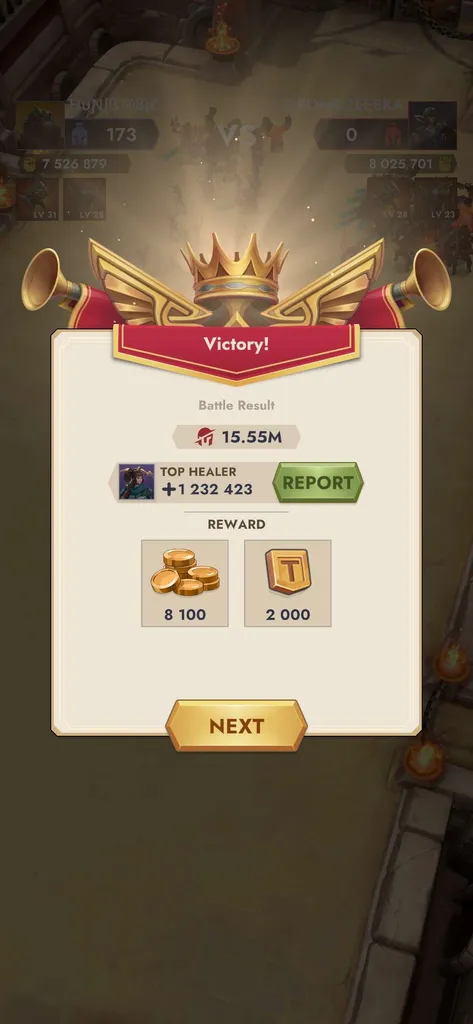 173
VS
0
7 526 879
8 025 701
LV 31
LV 28
LV 28
LV 23
Victory!
Battle Result
15.55M
TOP HEALER
+1 232 423
REPORT
REWARD
8 100
T
2 000
NEXT